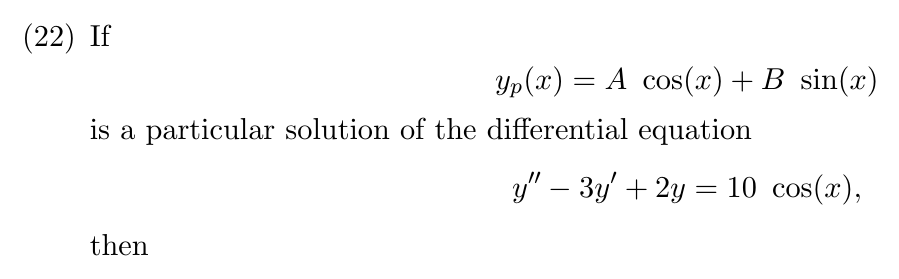 (22) If
y_p(x) = A cos(x) + B sin(x)
is a particular solution of the differential equation
y′′ − 3y′ + 2y = 10 cos(x),
then